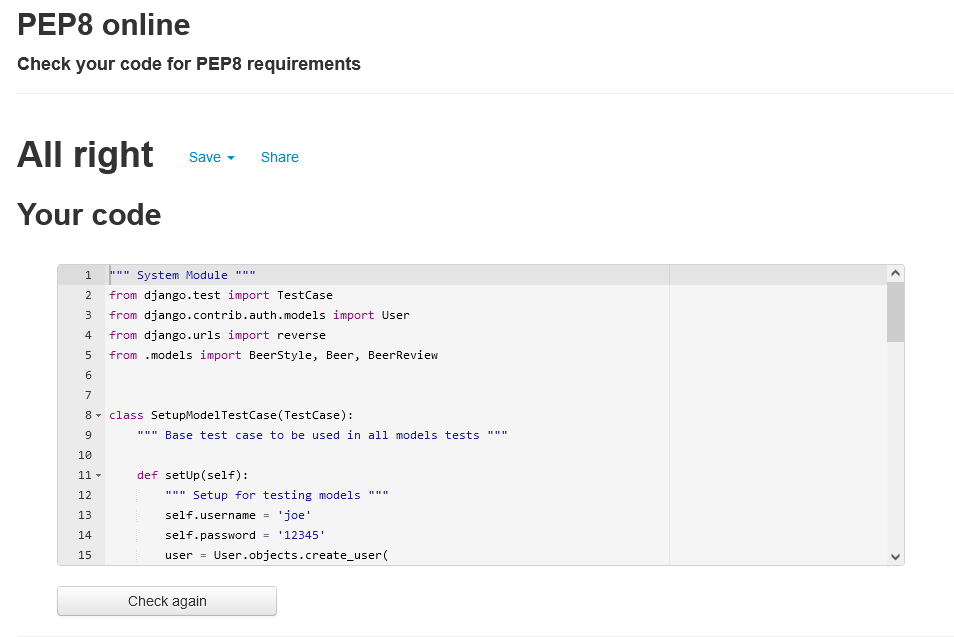 PEP8 online
Check your code for PEP8 requirements
All right Save Share
Your code
1 """ System Module """
2 from django.test import TestCase
3 from django.contrib.auth.models import User
4 from django.urls import reverse
5 from .models import BeerStyle, Beer, BeerReview
6
7
8 class SetupModelTestCase(TestCase):
9     """ Base test case to be used in all models tests """
10
11     def setUp(self):
12         """ Setup for testing models """
13         self.username = 'joe'
14         self.password = '12345'
15         user = User.objects.create_user(
Check again